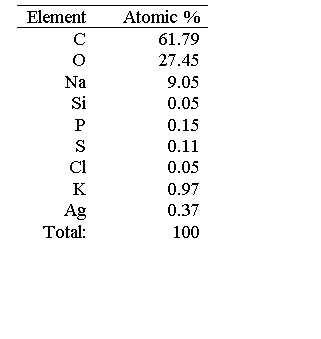 Element Atomic %
C 61.79
O 27.45
Na 9.05
Si 0.05
P 0.15
S 0.11
Cl 0.05
K 0.97
Ag 0.37
Total: 100